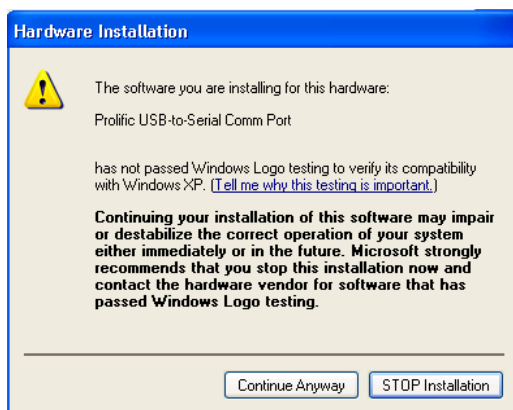 Hardware Installation
The software you are installing for this hardware:
Prolific USB-to-Serial Comm Port
has not passed Windows Logo testing to verify its compatibility
with Windows XP. (Tell me why this testing is important.)
Continuing your installation of this software may impair
or destabilize the correct operation of your system
either immediately or in the future. Microsoft strongly
recommends that you stop this installation now and
contact the hardware vendor for software that has
passed Windows Logo testing.
Continue Anyway
STOP Installation